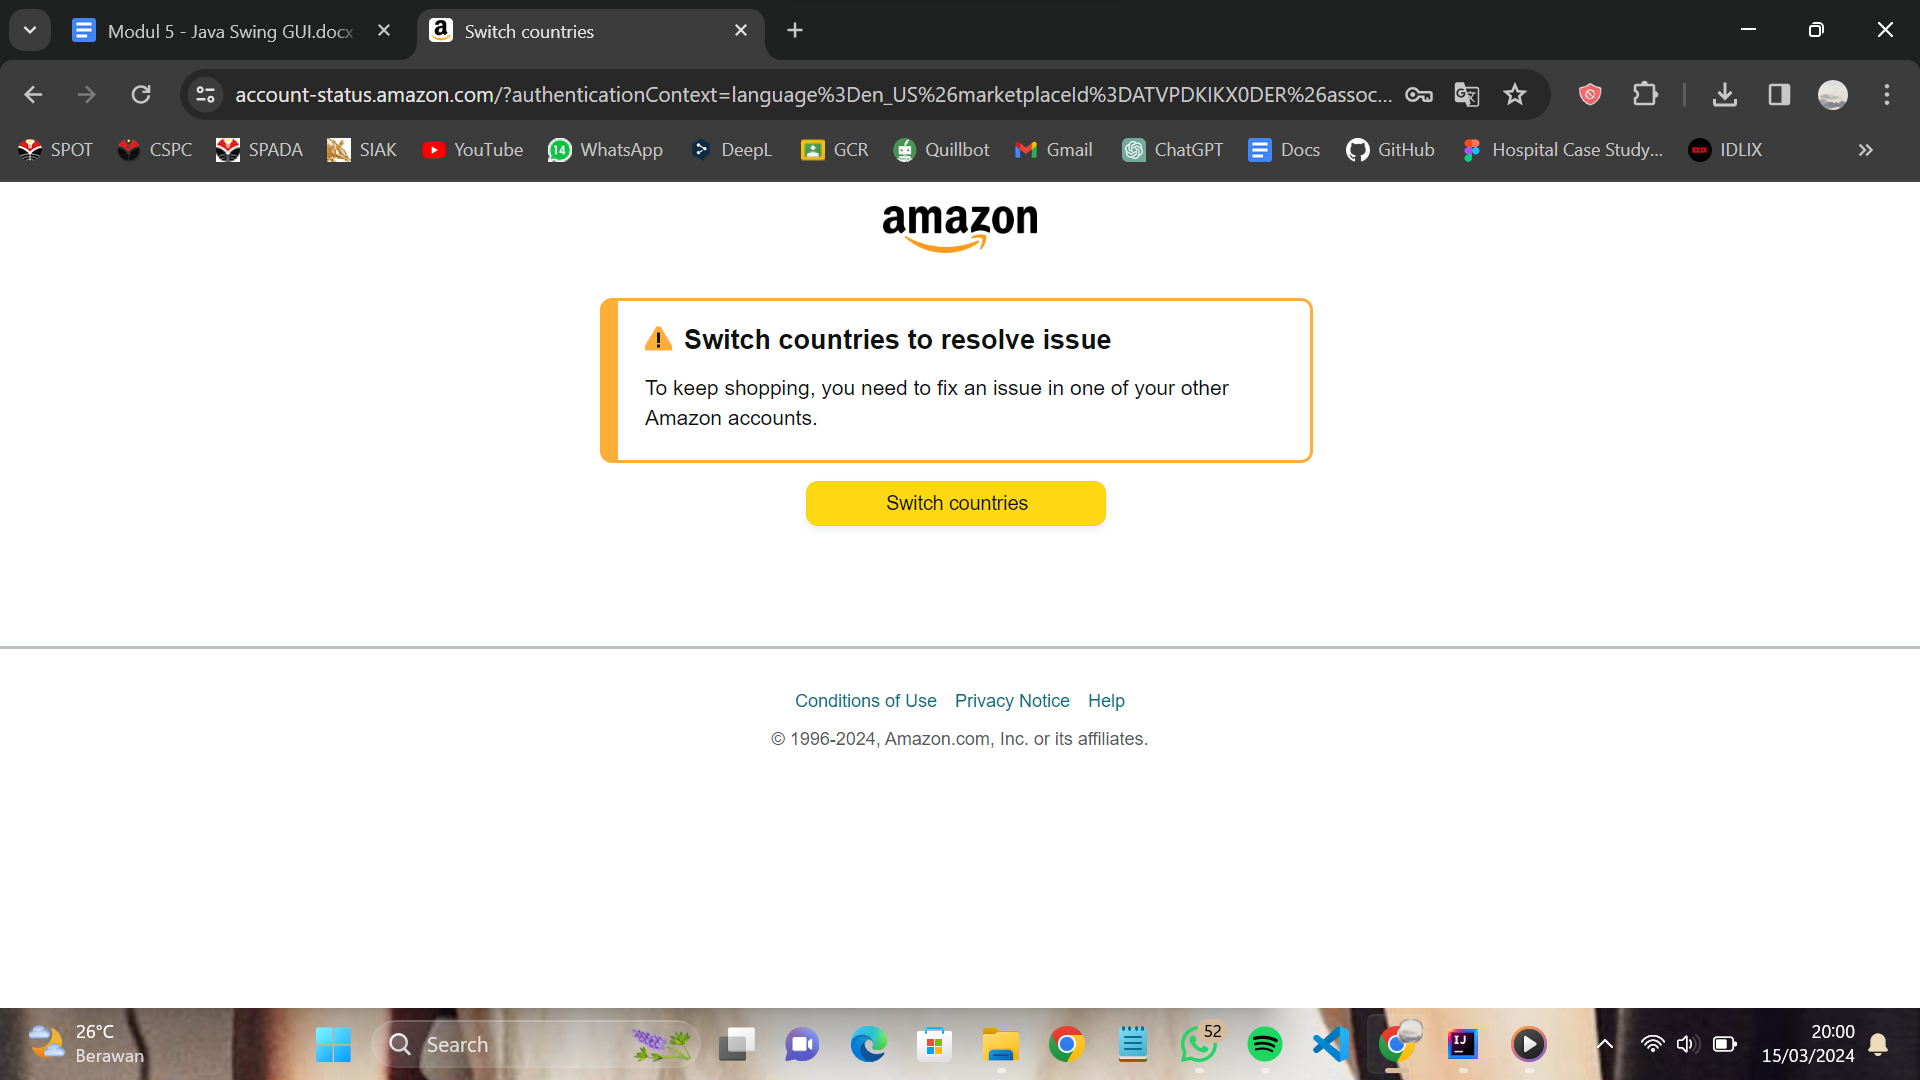 Modul 5 - Java Swing GUI.docx
Switch countries
account-status.amazon.com/?authenticationContext=language%3Den_US%26marketplaceId%3DATVPDKIKX0DER%26assoc...
SPOT CSPC SPADA SIAK YouTube 14 WhatsApp DeepL GCR Quillbot Gmail ChatGPT Docs GitHub Hospital Case Study... IDLIX
amazon
Switch countries to resolve issue
To keep shopping, you need to fix an issue in one of your other
Amazon accounts.
Switch countries
Conditions of Use Privacy Notice Help
© 1996-2024, Amazon.com, Inc. or its affiliates.
26°C
Berawan
Search
52
20:00
15/03/2024